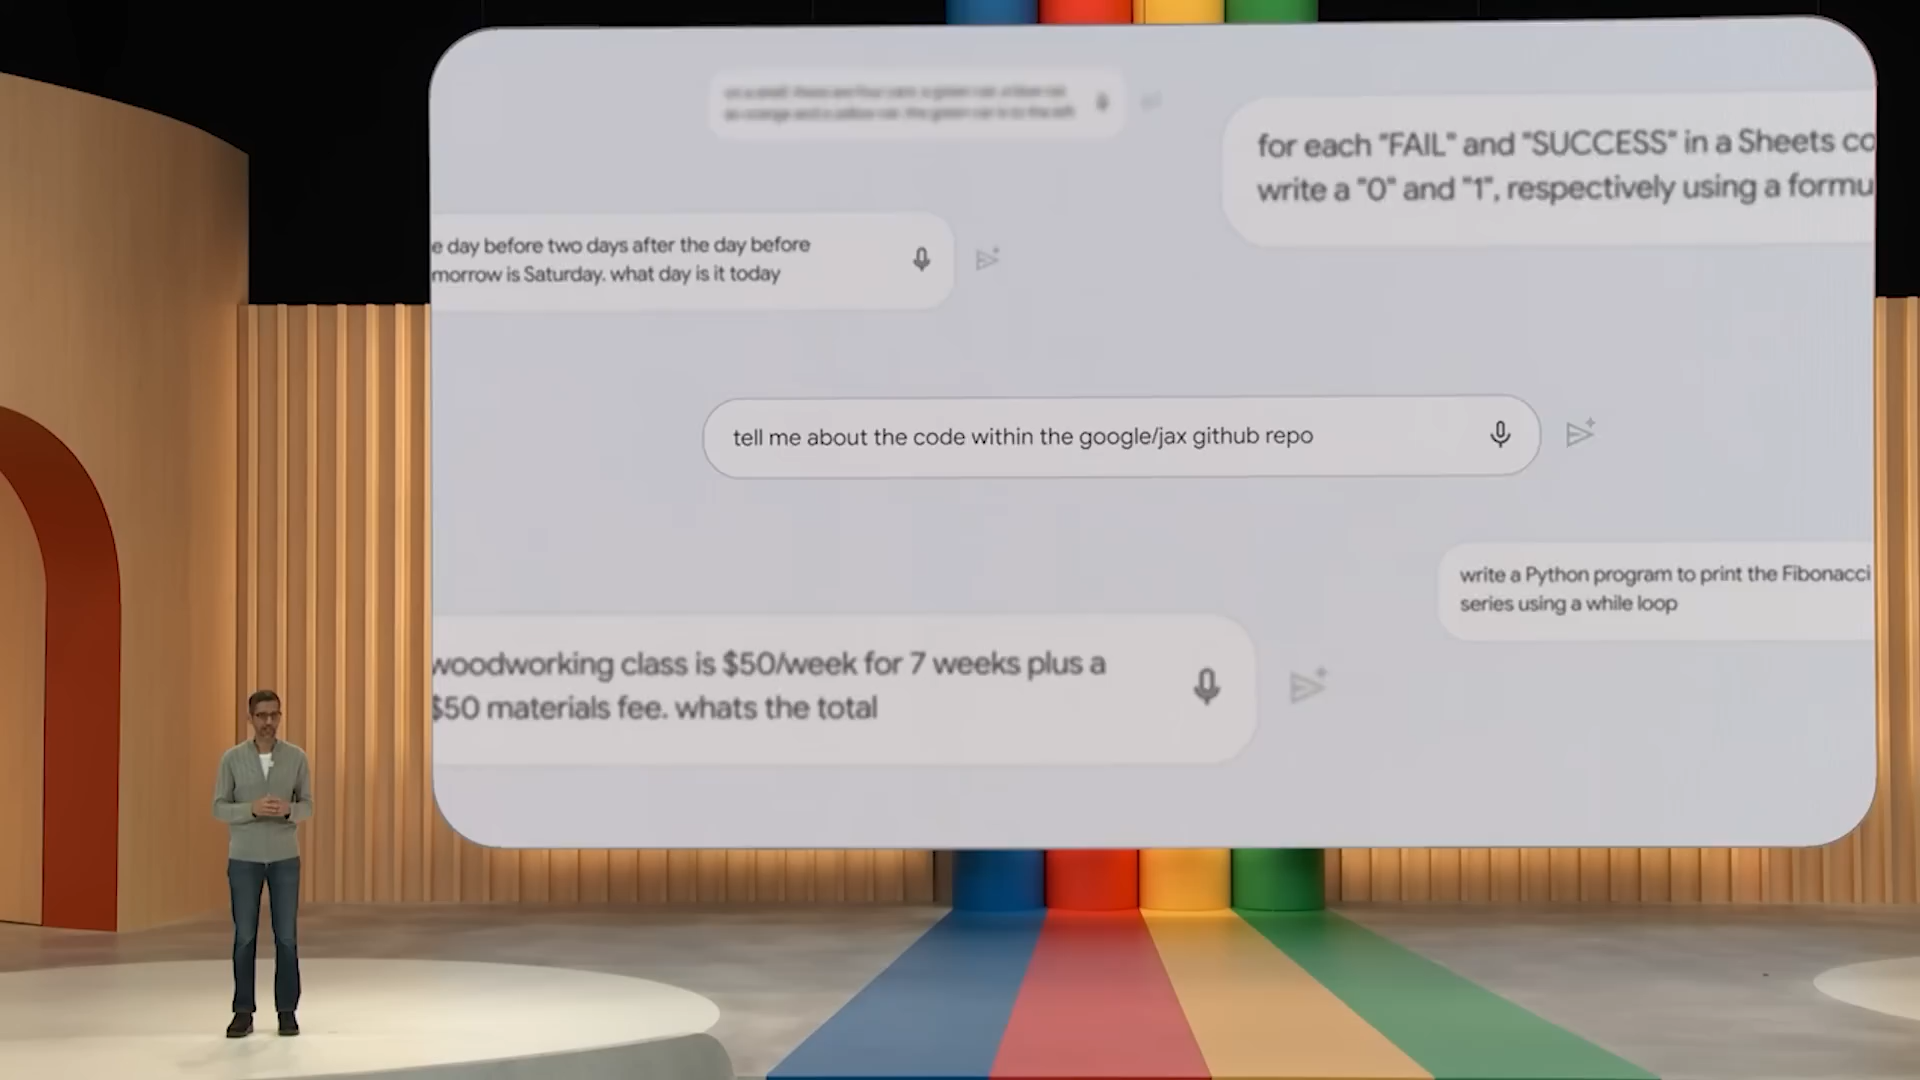 for each "FAIL" and "SUCCESS" in a Sheets co
write a "0" and "1", respectively using a formu
e day before two days after the day before
morrow is Saturday. what day is it today
tell me about the code within the google/jax github repo
write a Python program to print the Fibonacci
series using a while loop
woodworking class is $50/week for 7 weeks plus a
$50 materials fee. whats the total